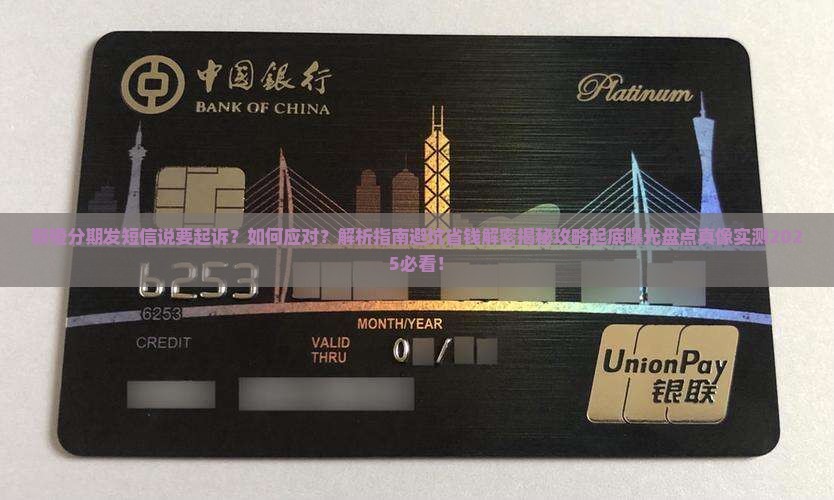 中國銀行
BANK OF CHINA
Platinum
分期发短信说要起诉？如何应对？解析指南避坑省钱解密揭秘攻略起底曝光盘点真像实测2025
5必看！
6253
6253
MONTH/YEAR
CREDIT
VALID
THRU
0 /
UnionPay
银联